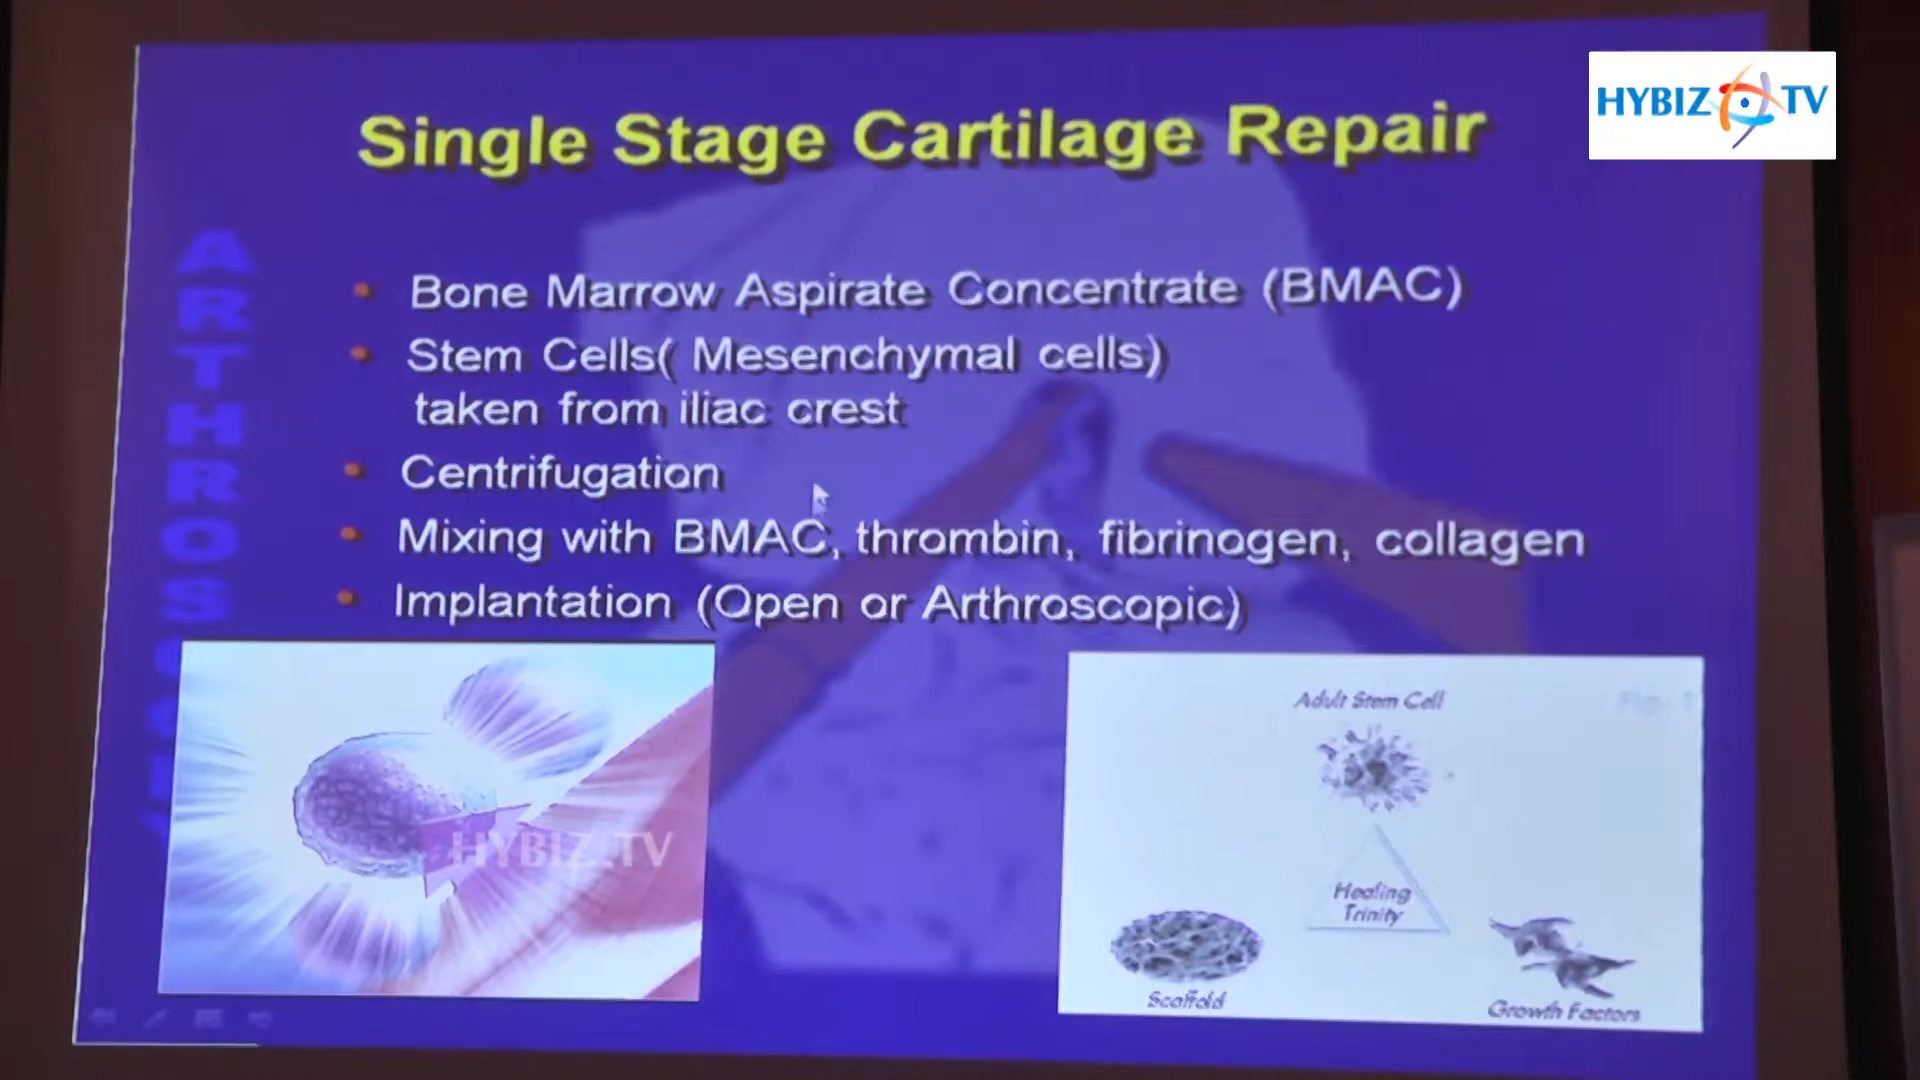 HYBIZ TV
Single Stage Cartilage Repair
ARTHROSCOPY
• Bone Marrow Aspirate Concentrate (BMAC)
• Stem Cells( Mesenchymal cells)
taken from iliac crest
• Centrifugation
• Mixing with BMAC, thrombin, fibrinogen, collagen
• Implantation (Open or Arthroscopic)
HYBIZ.TV
Adult Stem Cell
Healing
Trinity
Scaffold
Growth Factors